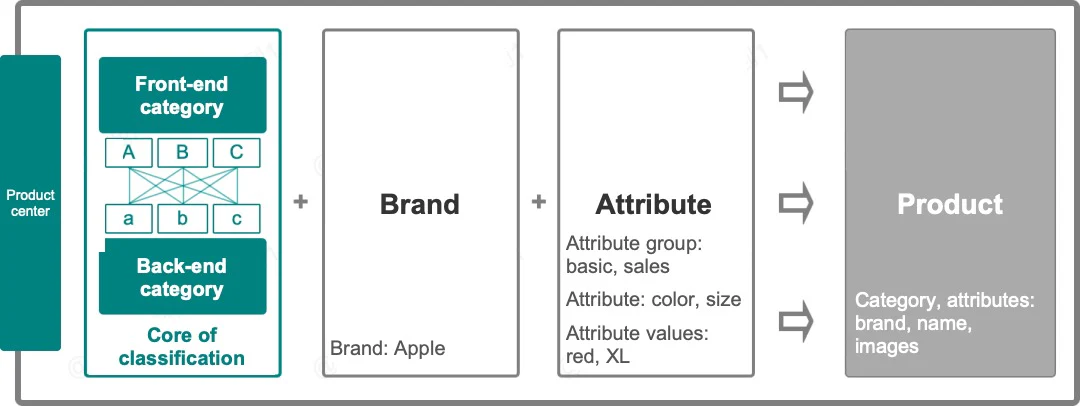 Product
center
Front-end
category
A B C
a b c
Back-end
category
Core of
classification
+
Brand
Brand: Apple
+
Attribute
Attribute group:
basic, sales
Attribute: color, size
Attribute values:
red, XL
Product
Category, attributes:
brand, name,
images